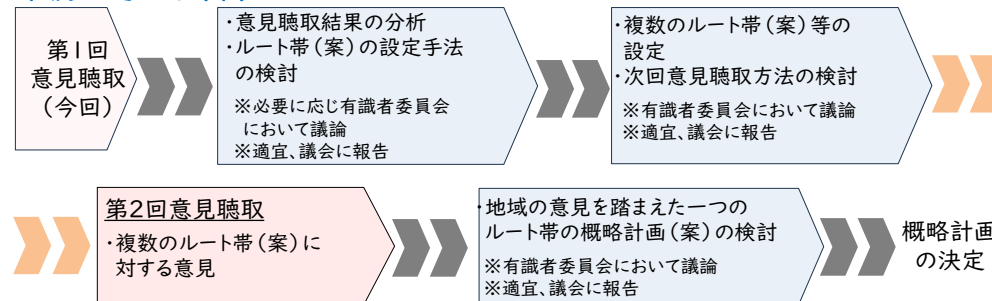 第1回
意見聴取
(今回)
・意見聴取結果の分析
・ルート帯(案)の設定手法
の検討
※必要に応じ有識者委員会
において議論
※適宜、議会に報告
・複数のルート帯(案)等の
設定
・次回意見聴取方法の検討
※有識者委員会において議論
※適宜、議会に報告
第2回意見聴取
・複数のルート帯(案)に
対する意見
・地域の意見を踏まえた一つの
ルート帯の概略計画(案)の検討
※有識者委員会において議論
※適宜、議会に報告
概略計画
の決定